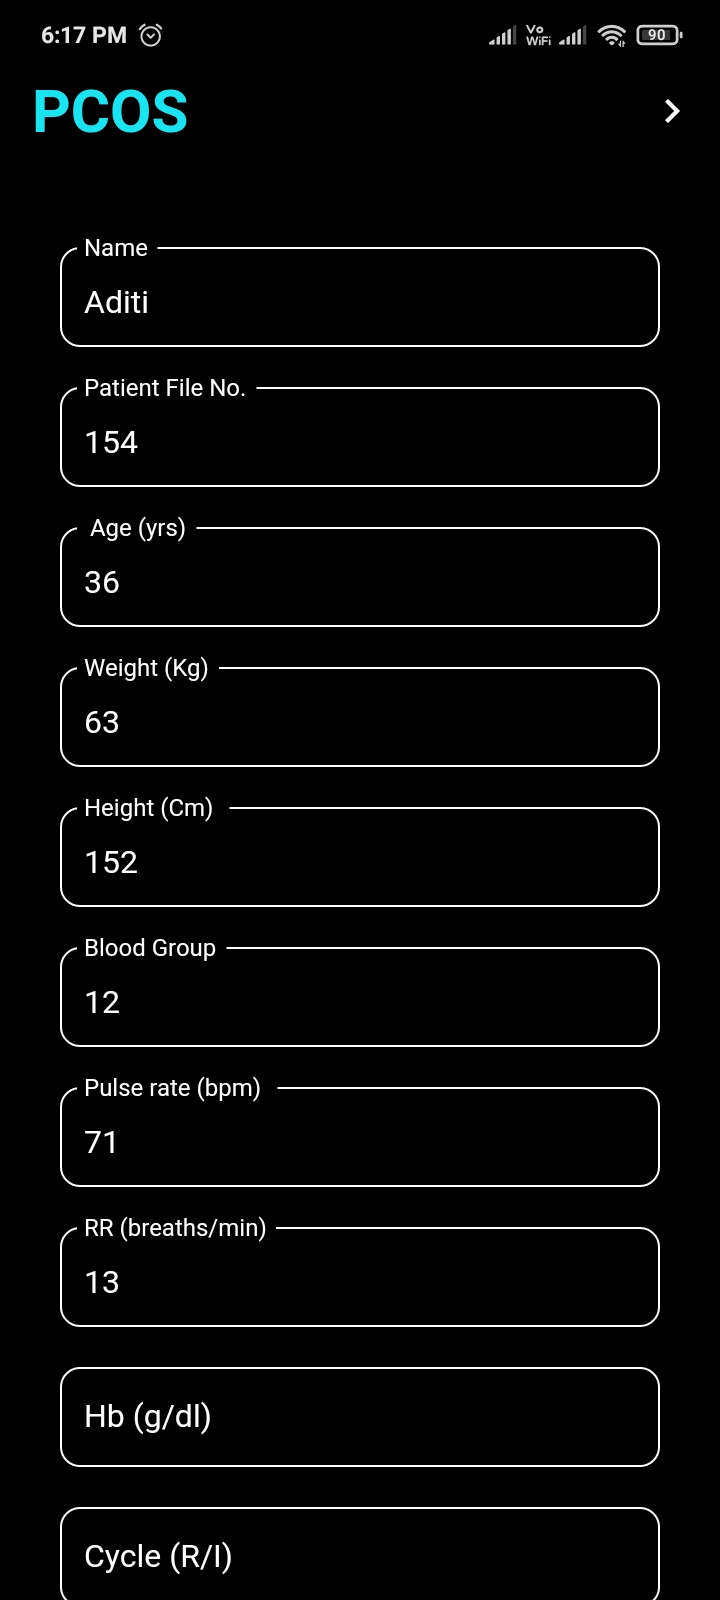 6:17 PM Vo WiFi 90
PCOS
Name
Aditi
Patient File No.
154
Age (yrs)
36
Weight (Kg)
63
Height (Cm)
152
Blood Group
12
Pulse rate (bpm)
71
RR (breaths/min)
13
Hb (g/dl)
Cycle (R/I)